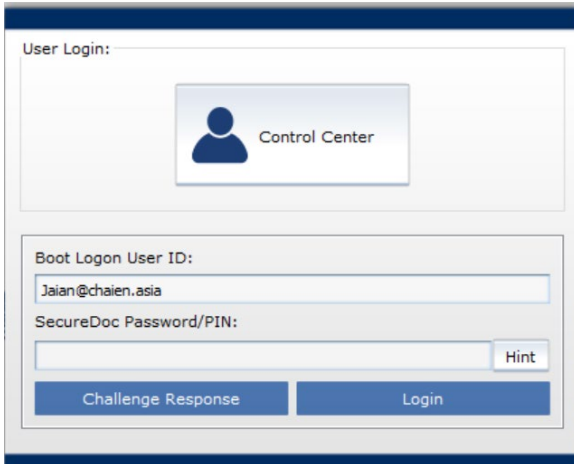 User Login:
Control Center
Boot Logon User ID:
Jaian@chaien.asia
SecureDoc Password/PIN:
Hint
Challenge Response Login